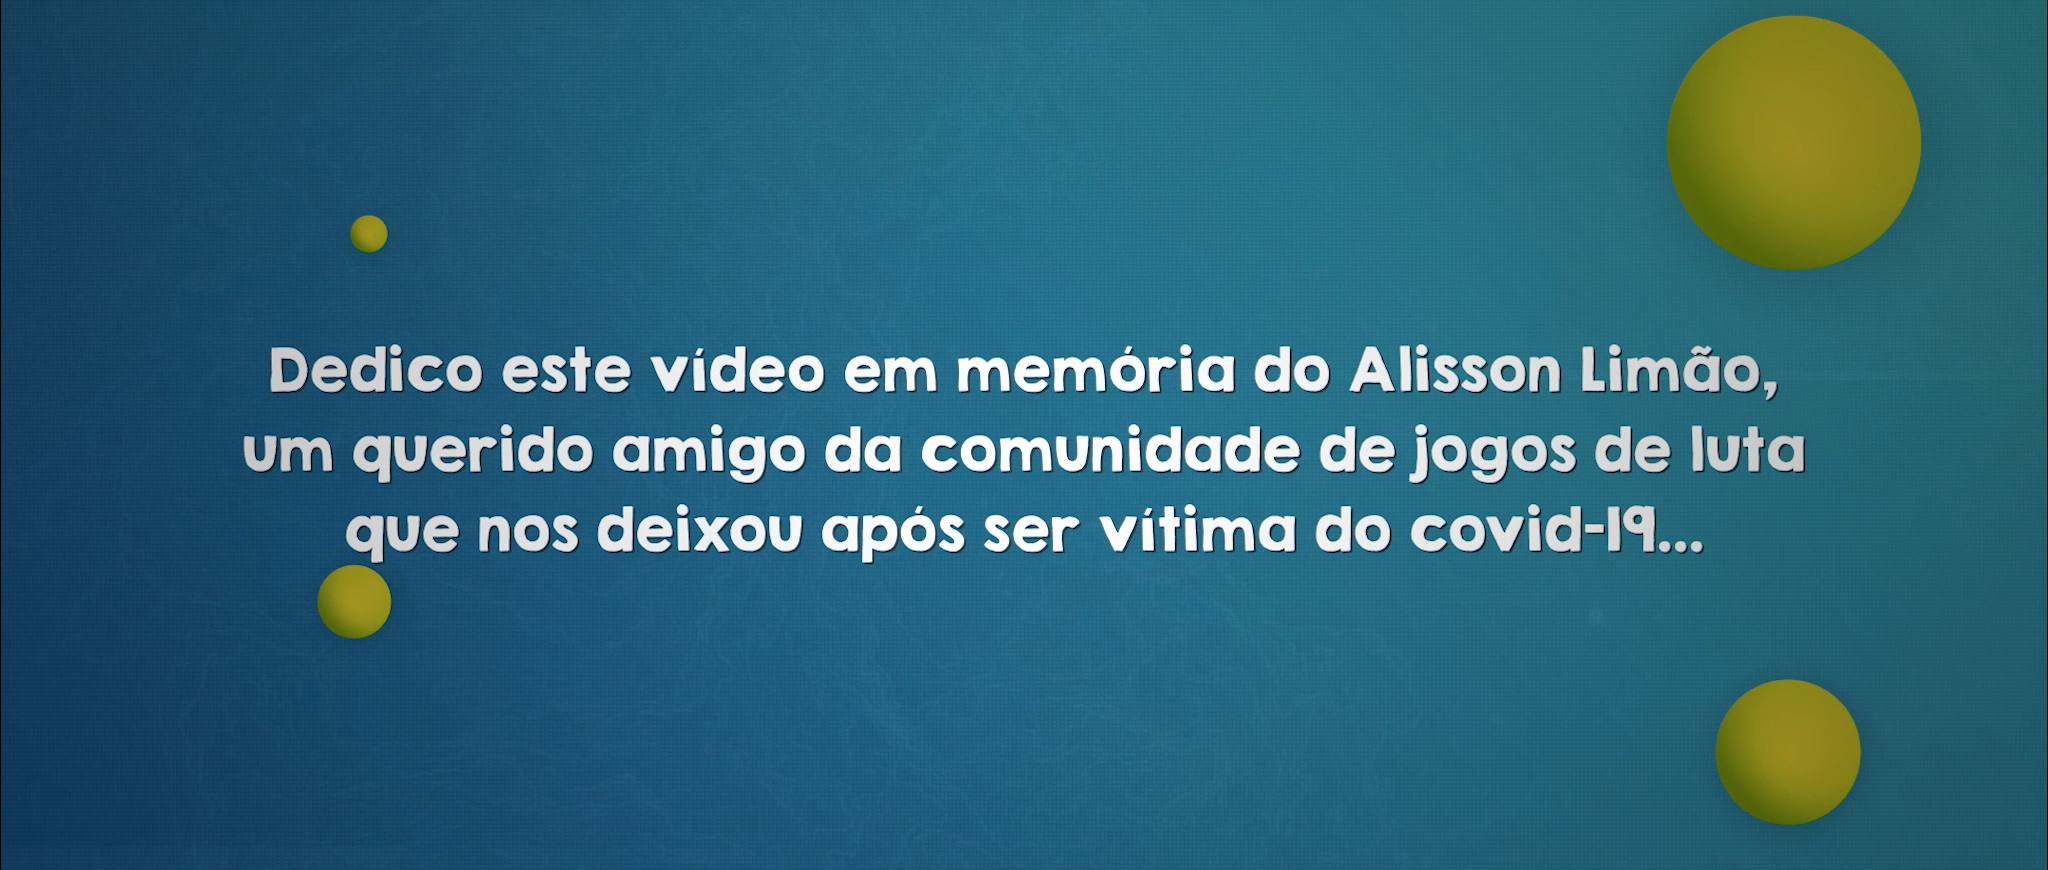 Dedico este vídeo em memória do Alisson Limão,
um querido amigo da comunidade de jogos de luta
que nos deixou após ser vítima do covid-19...